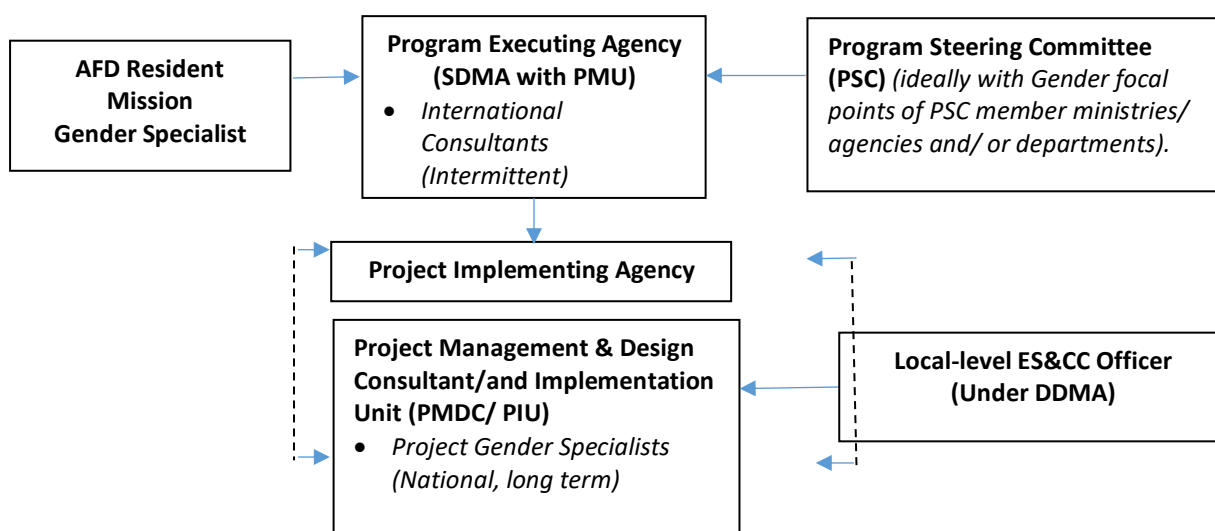 AFD Resident
Mission
Gender Specialist
Program Executing Agency
(SDMA with PMU)
• International
Consultants
(Intermittent)
Program Steering Committee
(PSC) (ideally with Gender focal
points of PSC member ministries/
agencies and/ or departments).
Project Implementing Agency
Project Management & Design
Consultant/and Implementation
Unit (PMDC/ PIU)
• Project Gender Specialists
(National, long term)
Local-level ES&CC Officer
(Under DDMA)